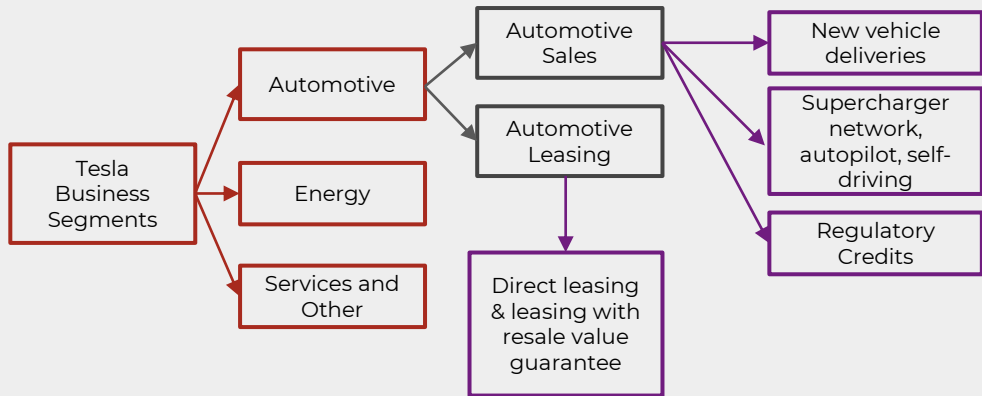 Tesla
Business
Segments
Automotive
Energy
Services and
Other
Automotive
Sales
Automotive
Leasing
Direct leasing
& leasing with
resale value
guarantee
New vehicle
deliveries
Supercharger
network,
autopilot, self-
driving
Regulatory
Credits